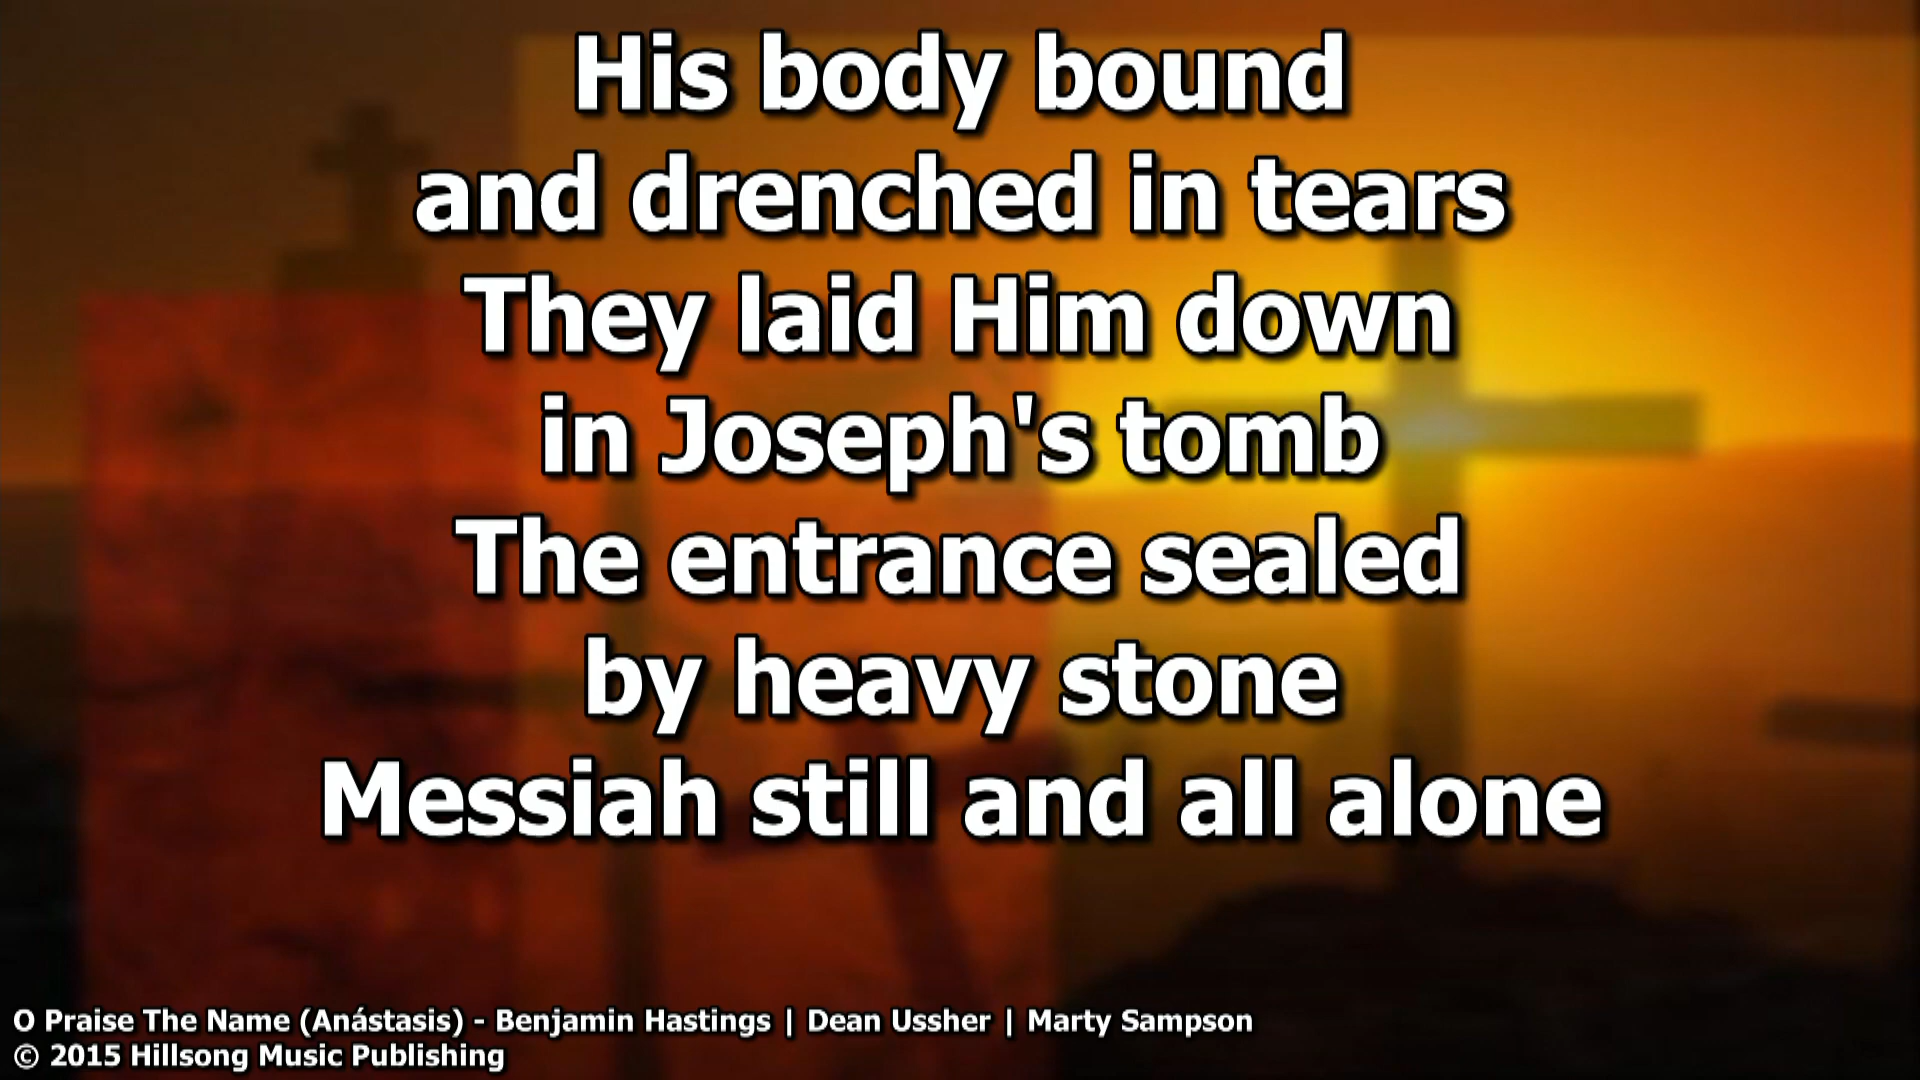 His body bound
and drenched in tears
They laid Him down
in Joseph's tomb
The entrance sealed
by heavy stone
Messiah still and all alone
O Praise The Name (Anástasis) - Benjamin Hastings | Dean Ussher | Marty Sampson
© 2015 Hillsong Music Publishing